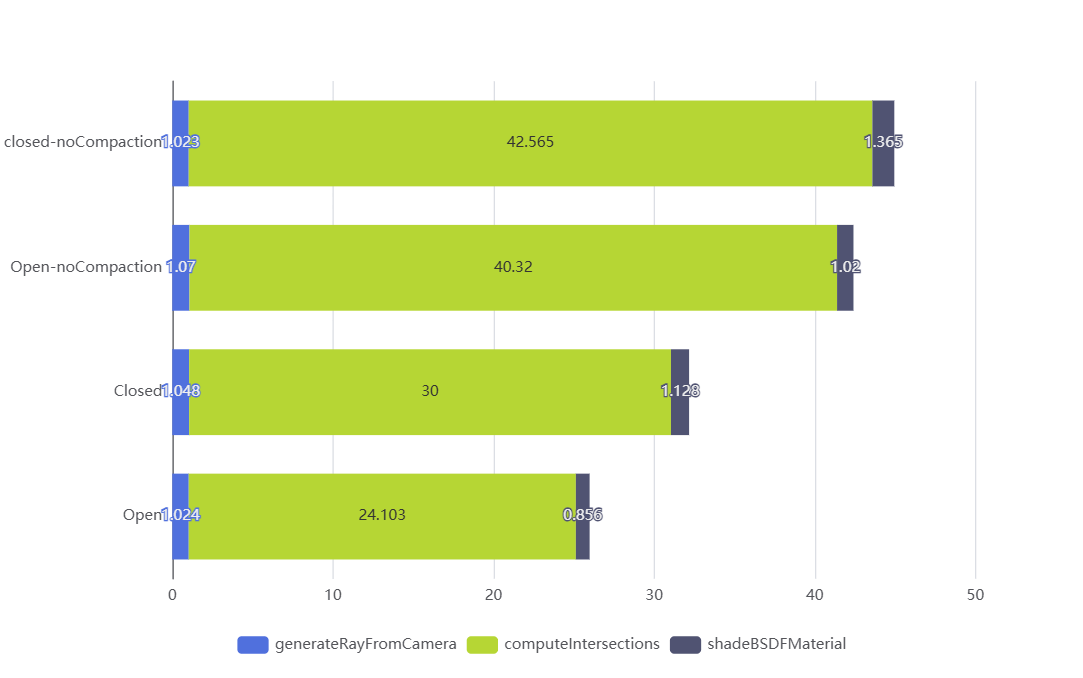 closed-noCompaction 1.023 42.565 1.365
Open-noCompaction 1.07 40.32 1.02
Closed 1.048 30 1.128
Open 1.024 24.103 0.856
0 10 20 30 40 50
generateRayFromCamera computeIntersections shadeBSDFMaterial